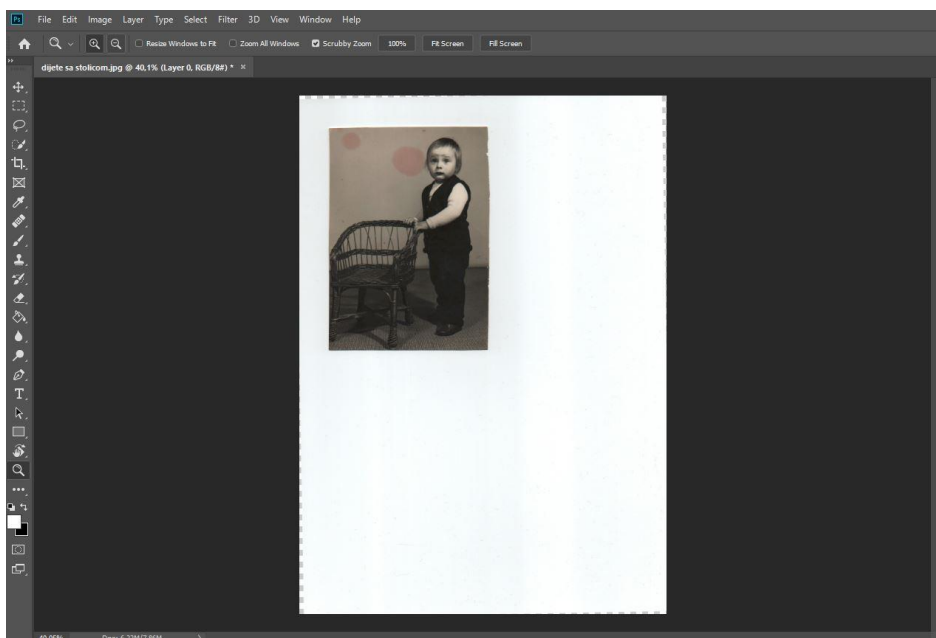 Ps File Edit Image Layer Type Select Filter 3D View Window Help
Resize Windows to Fit Zoom All Windows Scrubby Zoom 100% Fit Screen Fill Screen
dijete sa stolicom.jpg @ 40,1% (Layer 0, RGB/8#) * ×
T